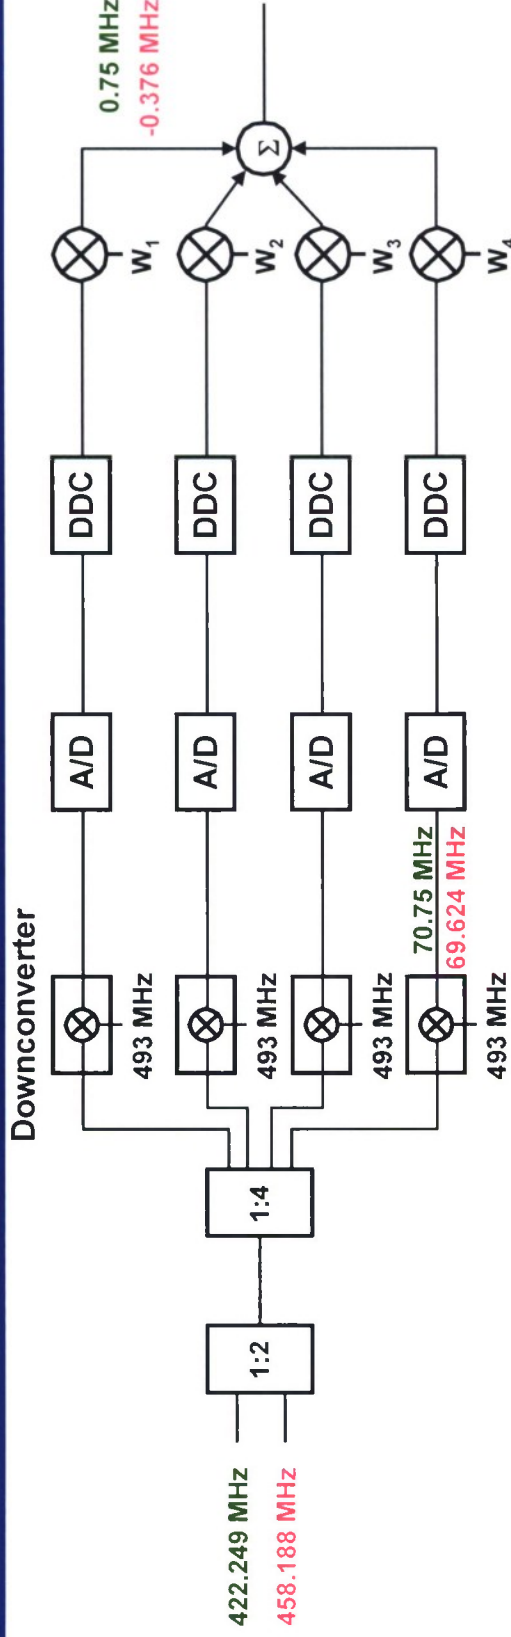 Downconverter
422.249 MHz
458.188 MHz
1:2
1:4
493 MHz
493 MHz
493 MHz
493 MHz
70.75 MHz
69.624 MHz
A/D
A/D
A/D
A/D
DDC
DDC
DDC
DDC
W1
W2
W3
W4
Σ
0.75 MHz
-0.376 MHz